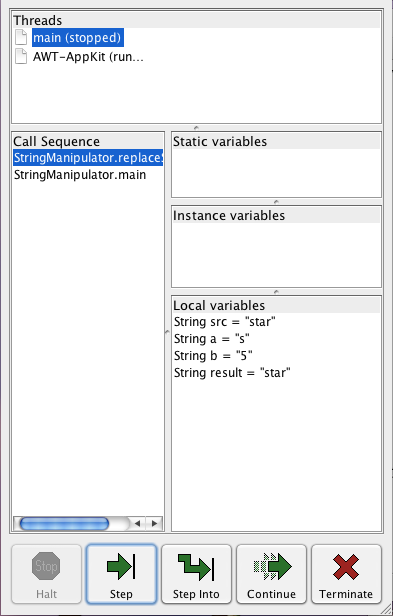 Threads
main (stopped)
AWT-AppKit (run...
Call Sequence
StringManipulator.replaceS
StringManipulator.main
Static variables
Instance variables
Local variables
String src = "star"
String a = "s"
String b = "5"
String result = "star"
Stop
Halt
Step
Step Into
Continue
Terminate